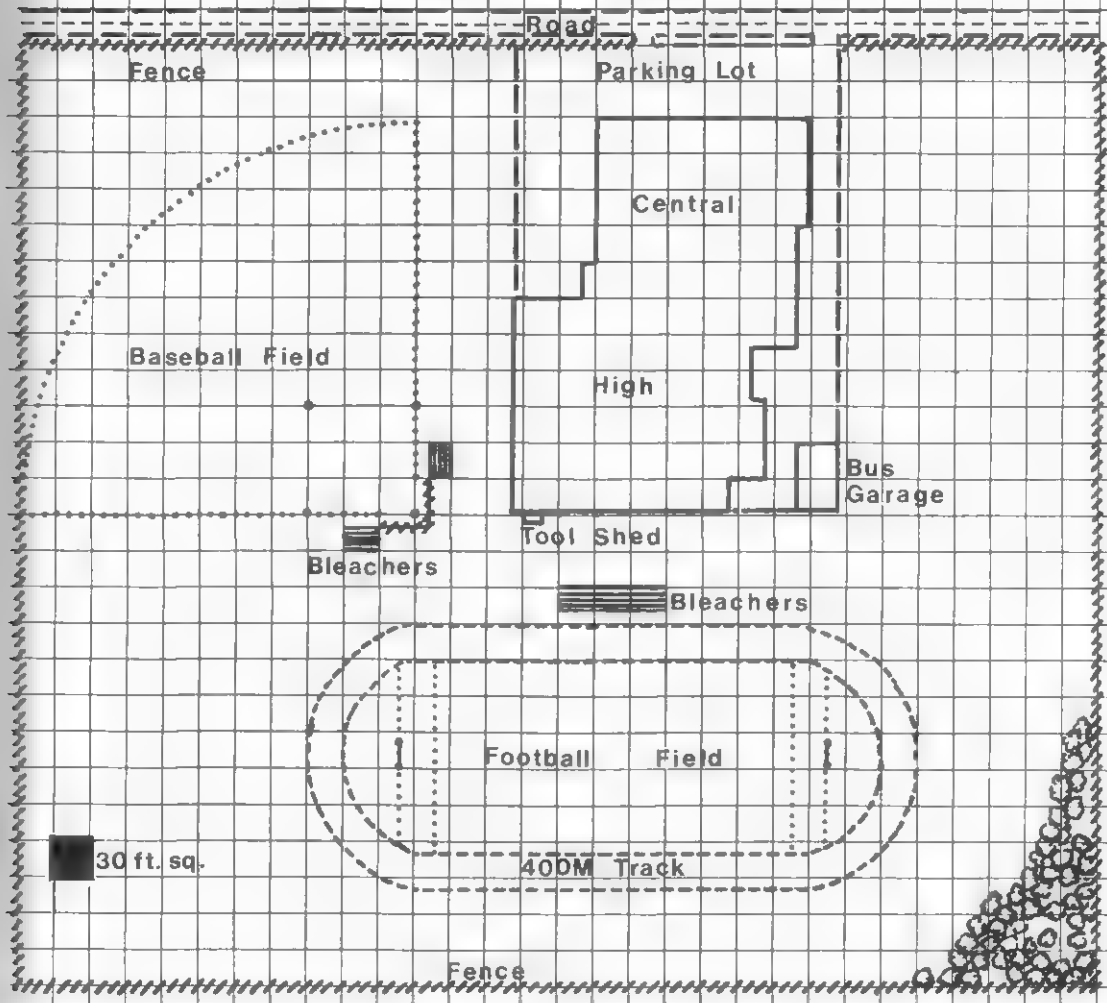 Road
Fence
Parking Lot
Central
Baseball Field
High
Bus
Garage
Tool Shed
Bleachers
Bleachers
Football Field
30 ft. sq.
400M Track
Fence